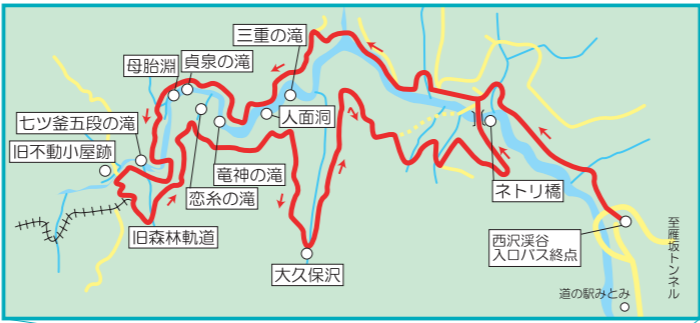 三重の滝
貞泉の滝
母胎淵
人面洞
七ツ釜五段の滝
旧不動小屋跡
竜神の滝
恋糸の滝
ネトリ橋
旧森林軌道
大久保沢
西沢渓谷
入口バス終点
至雁坂トンネル
道の駅みとみ